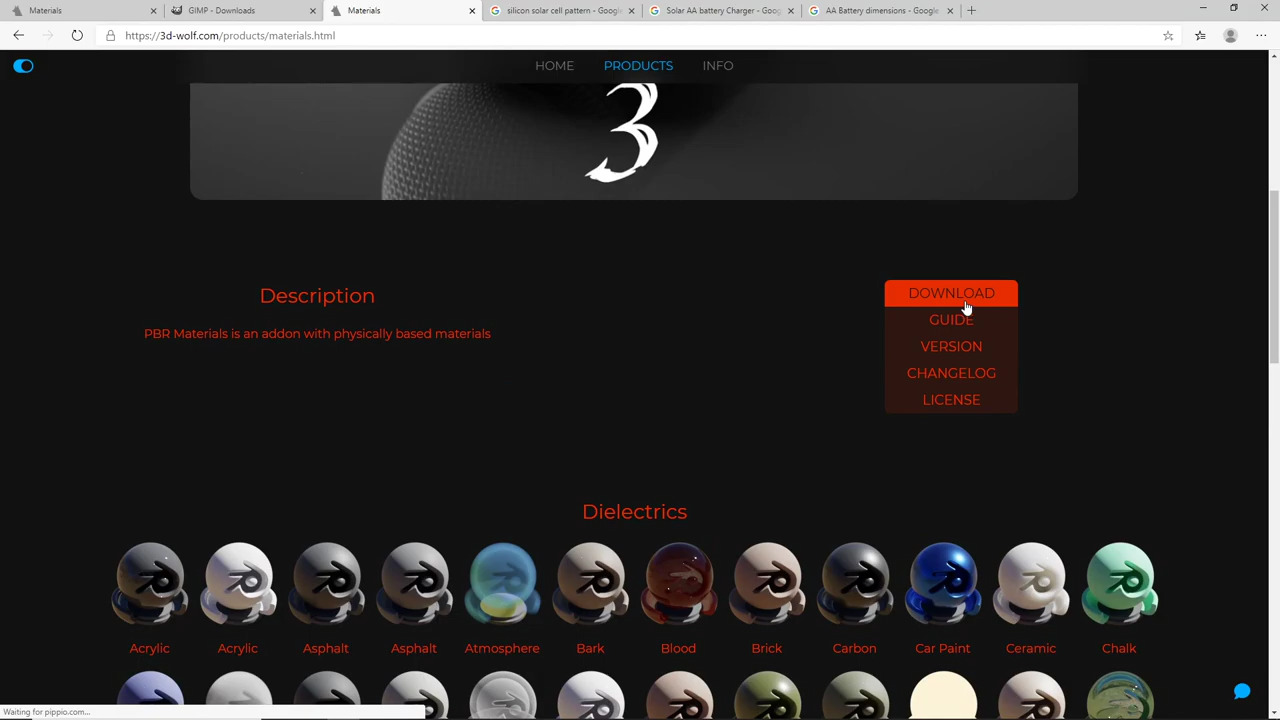 Materials
GIMP - Downloads
Materials
silicon solar cell pattern - Google
Solar AA battery Charger - Goog
AA Battery dimensions - Google
https://3d-wolf.com/products/materials.html
HOME
PRODUCTS
INFO
3
Description
PBR Materials is an addon with physically based materials
DOWNLOAD
GUIDE
VERSION
CHANGELOG
LICENSE
Dielectrics
Acrylic
Acrylic
Asphalt
Asphalt
Atmosphere
Bark
Blood
Brick
Carbon
Car Paint
Ceramic
Chalk
Waiting for pippio.com...